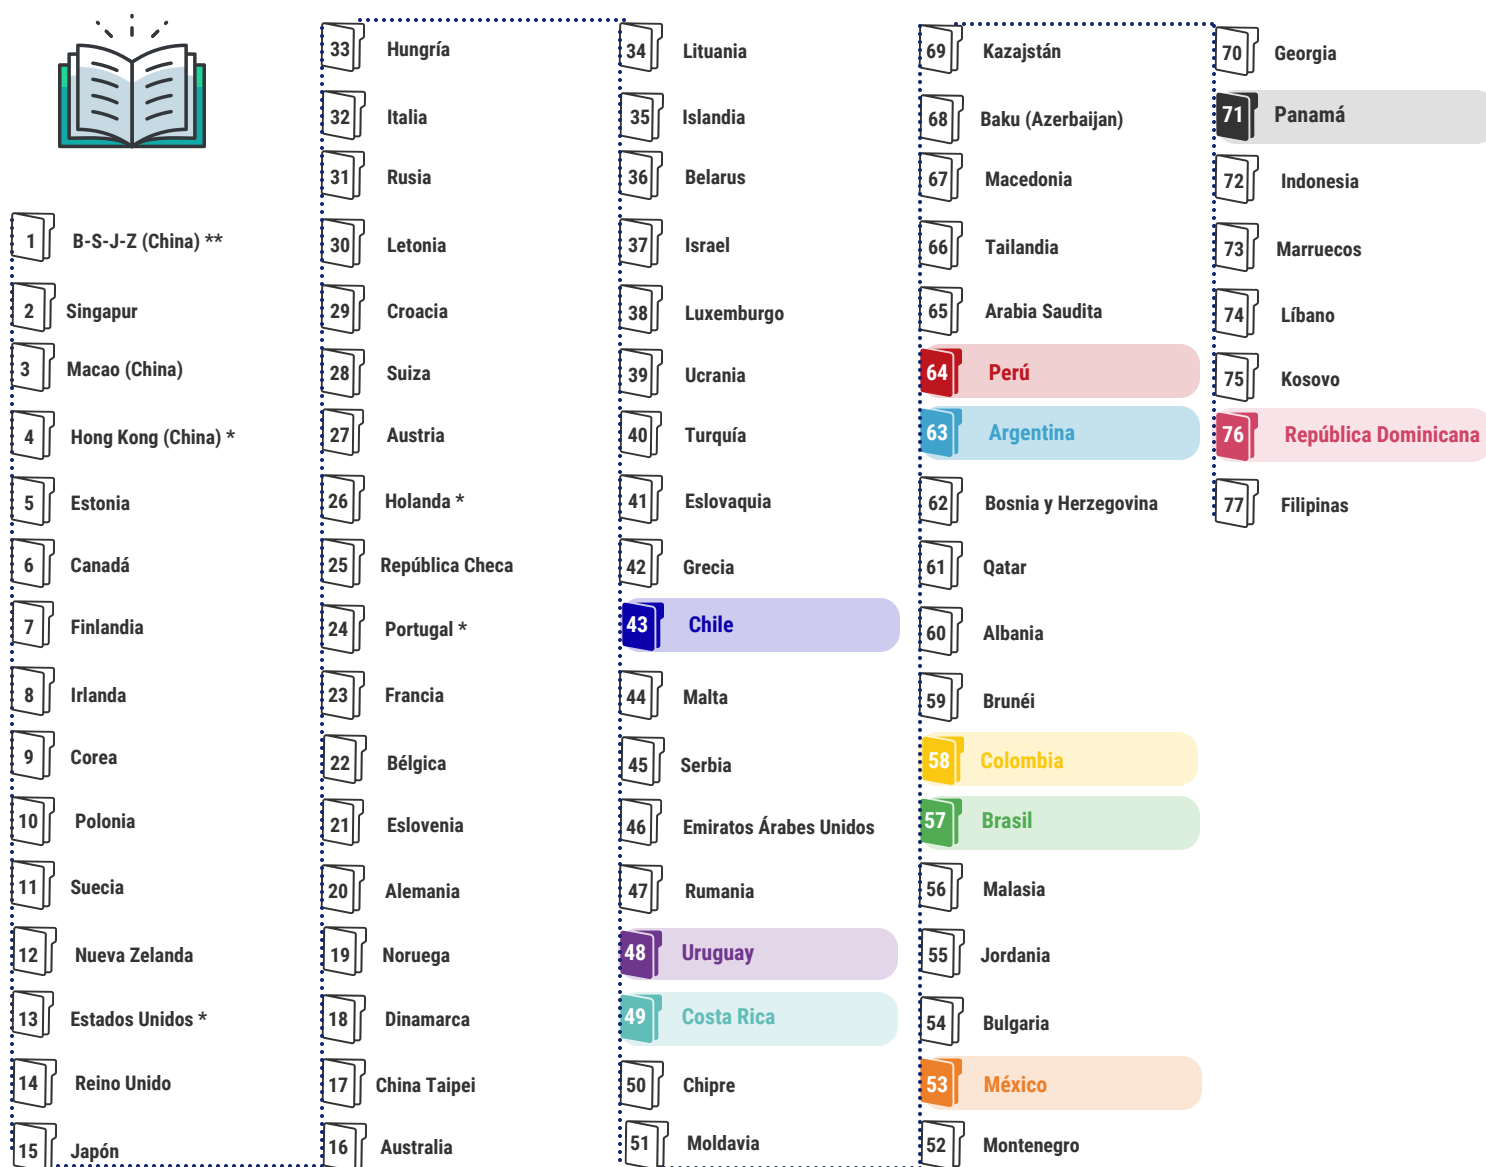 1 B-S-J-Z (China) **
2 Singapur
3 Macao (China)
4 Hong Kong (China) *
5 Estonia
6 Canadá
7 Finlandia
8 Irlanda
9 Corea
10 Polonia
11 Suecia
12 Nueva Zelanda
13 Estados Unidos *
14 Reino Unido
15 Japón
33 Hungría
32 Italia
31 Rusia
30 Letonia
29 Croacia
28 Suiza
27 Austria
26 Holanda *
25 República Checa
24 Portugal *
23 Francia
22 Bélgica
21 Eslovenia
20 Alemania
19 Noruega
18 Dinamarca
17 China Taipei
16 Australia
34 Lituania
35 Islandia
36 Belarus
37 Israel
38 Luxemburgo
39 Ucrania
40 Turquía
41 Eslovaquia
42 Grecia
43 Chile
44 Malta
45 Serbia
46 Emiratos Árabes Unidos
47 Rumania
48 Uruguay
49 Costa Rica
50 Chipre
51 Moldavia
69 Kazajstán
68 Baku (Azerbaijan)
67 Macedonia
66 Tailandia
65 Arabia Saudita
64 Perú
63 Argentina
62 Bosnia y Herzegovina
61 Qatar
60 Albania
59 Brunéi
58 Colombia
57 Brasil
56 Malasia
55 Jordania
54 Bulgaria
53 México
52 Montenegro
70 Georgia
71 Panamá
72 Indonesia
73 Marruecos
74 Líbano
75 Kosovo
76 República Dominicana
77 Filipinas